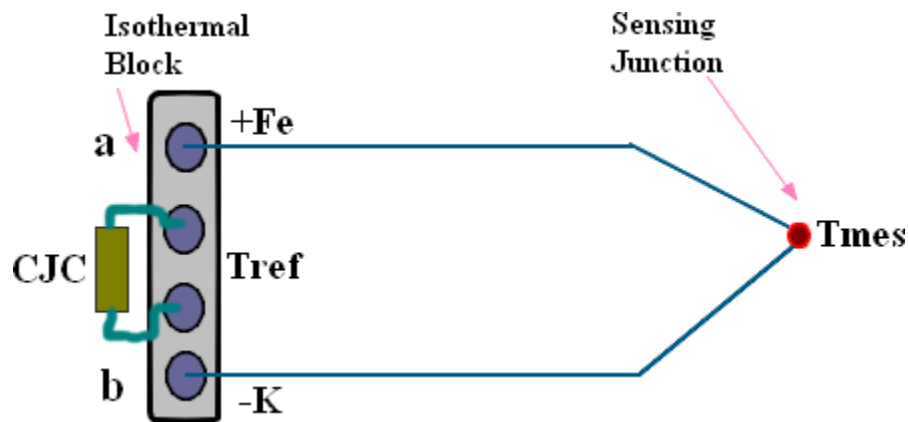 Isothermal
Block
Sensing
Junction
a
+Fe
CJC
Tref
Tmes
b
-K